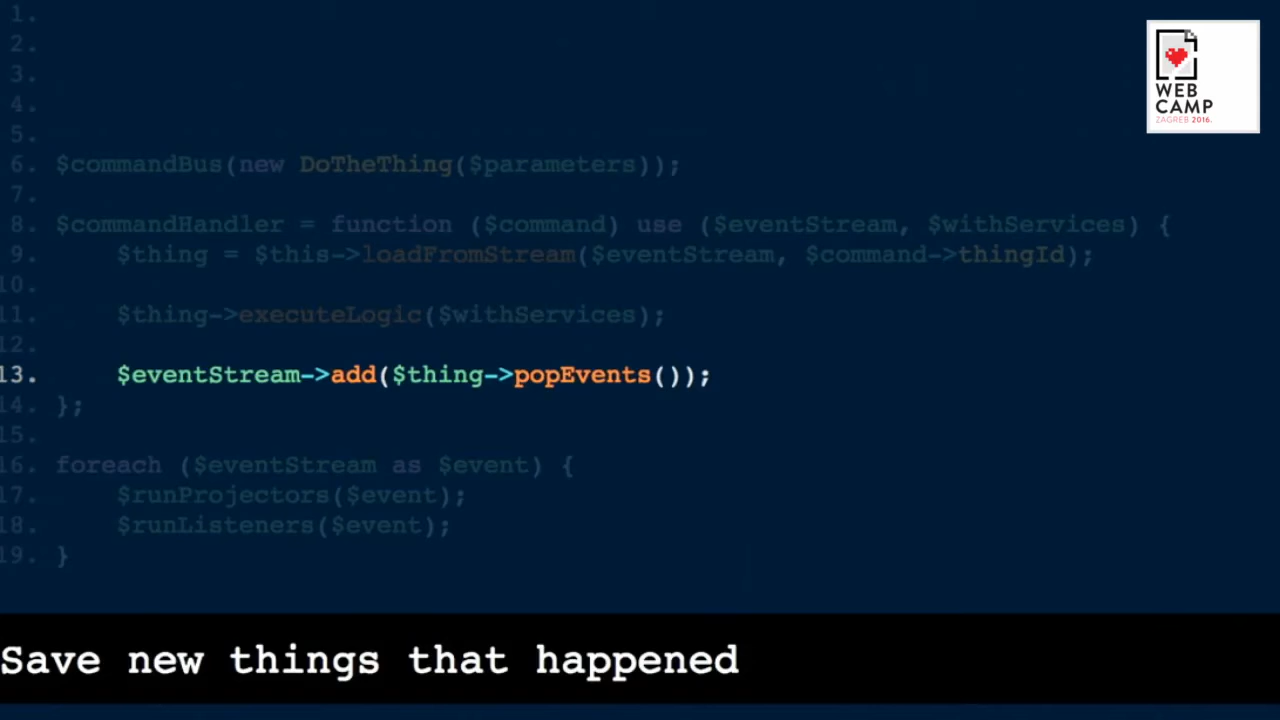 1.
2.
3.
4.
5.
6. $commandBus(new DoTheThing($parameters));
7.
8. $commandHandler = function ($command) use ($eventStream, $withServices) {
9. $thing = $this->loadFromStream($eventStream, $command->thingId);
10.
11. $thing->executeLogic($withServices);
12.
13. $eventStream->add($thing->popEvents());
14. };
15.
16. foreach ($eventStream as $event) {
17. $runProjectors($event);
18. $runListeners($event);
19. }
Save new things that happened
WEB
CAMP
ZAGREB 2016.